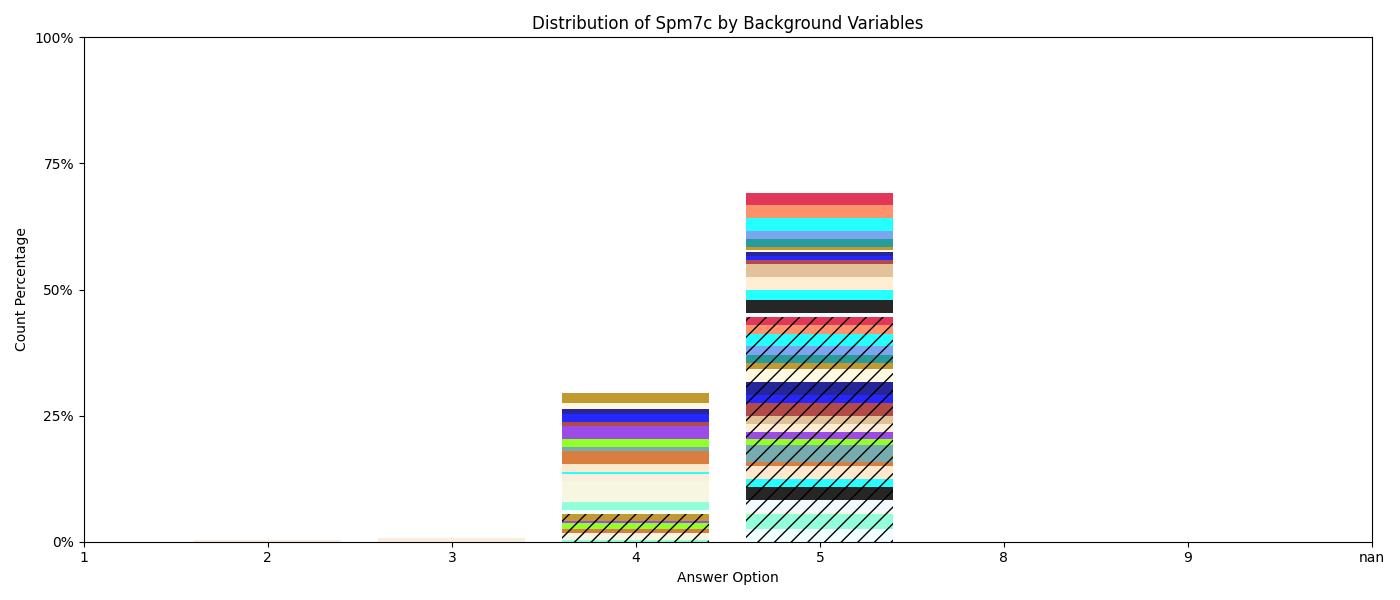 Distribution of Spm7c by Background Variables
100%
75%
50%
25%
0%
Count Percentage
1 2 3 4 5 8 9 nan
Answer Option